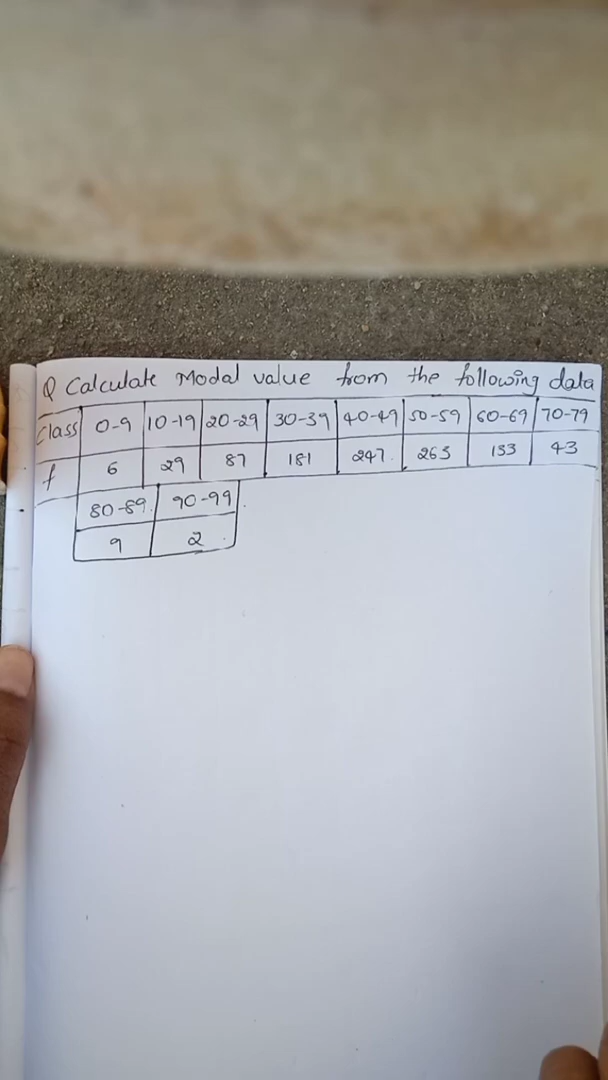 Q Calculate Modal value from the following data
Class 0-9 10-19 20-29 30-39 40-49 50-59 60-69 70-79
f 6 29 87 181 247 263 133 43
80-89 90-99
9 2